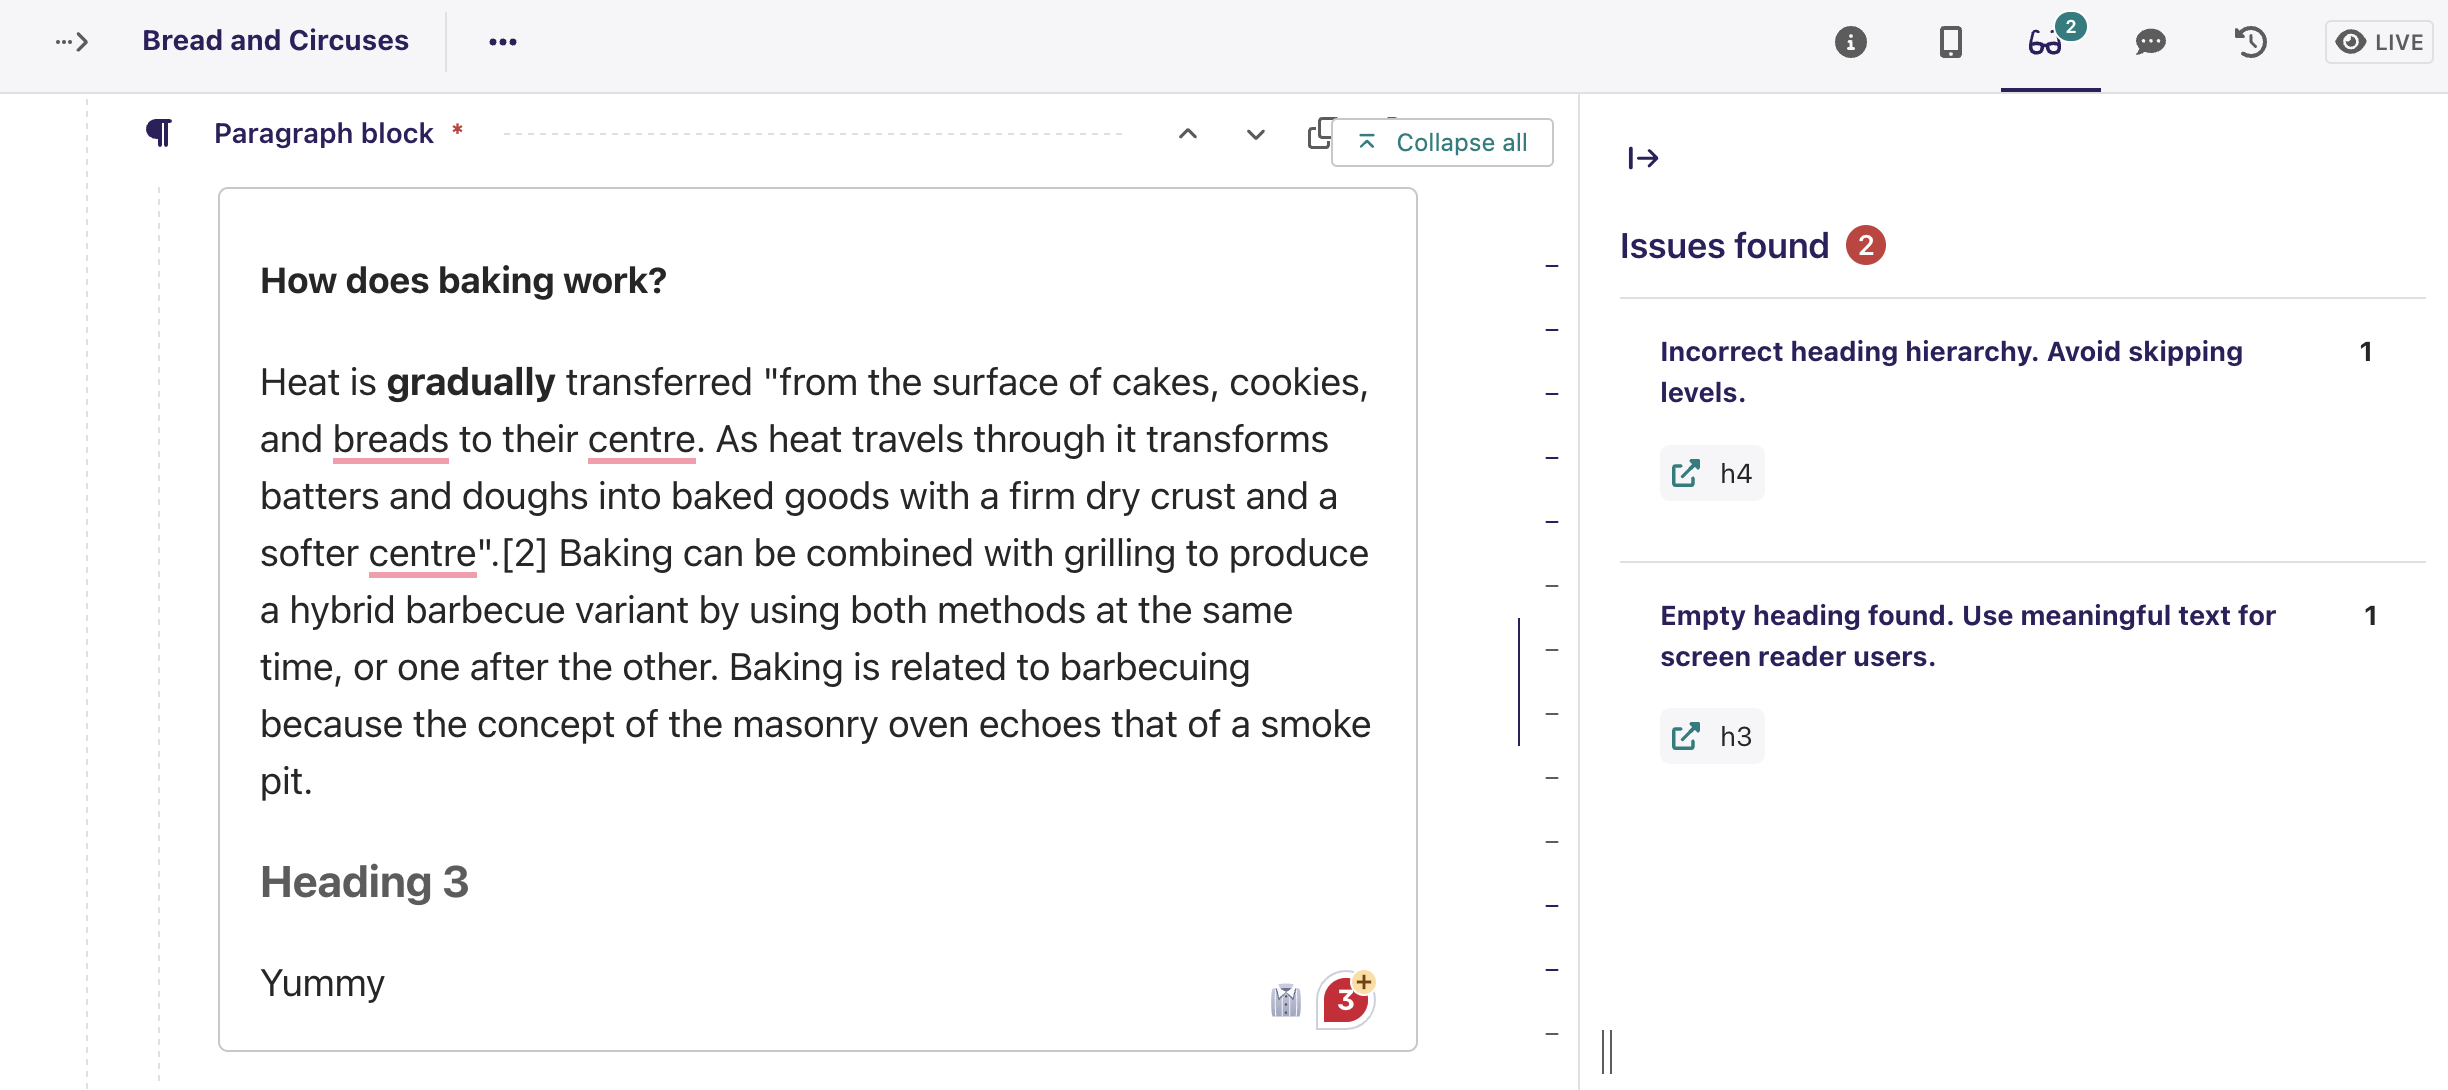 Bread and Circuses
2
LIVE
Paragraph block *
Collapse all
How does baking work?
Heat is gradually transferred "from the surface of cakes, cookies,
and breads to their centre. As heat travels through it transforms
batters and doughs into baked goods with a firm dry crust and a
softer centre".[2] Baking can be combined with grilling to produce
a hybrid barbecue variant by using both methods at the same
time, or one after the other. Baking is related to barbecuing
because the concept of the masonry oven echoes that of a smoke
pit.
Heading 3
Yummy
3
Issues found 2
Incorrect heading hierarchy. Avoid skipping 1
levels.
h4
Empty heading found. Use meaningful text for 1
screen reader users.
h3